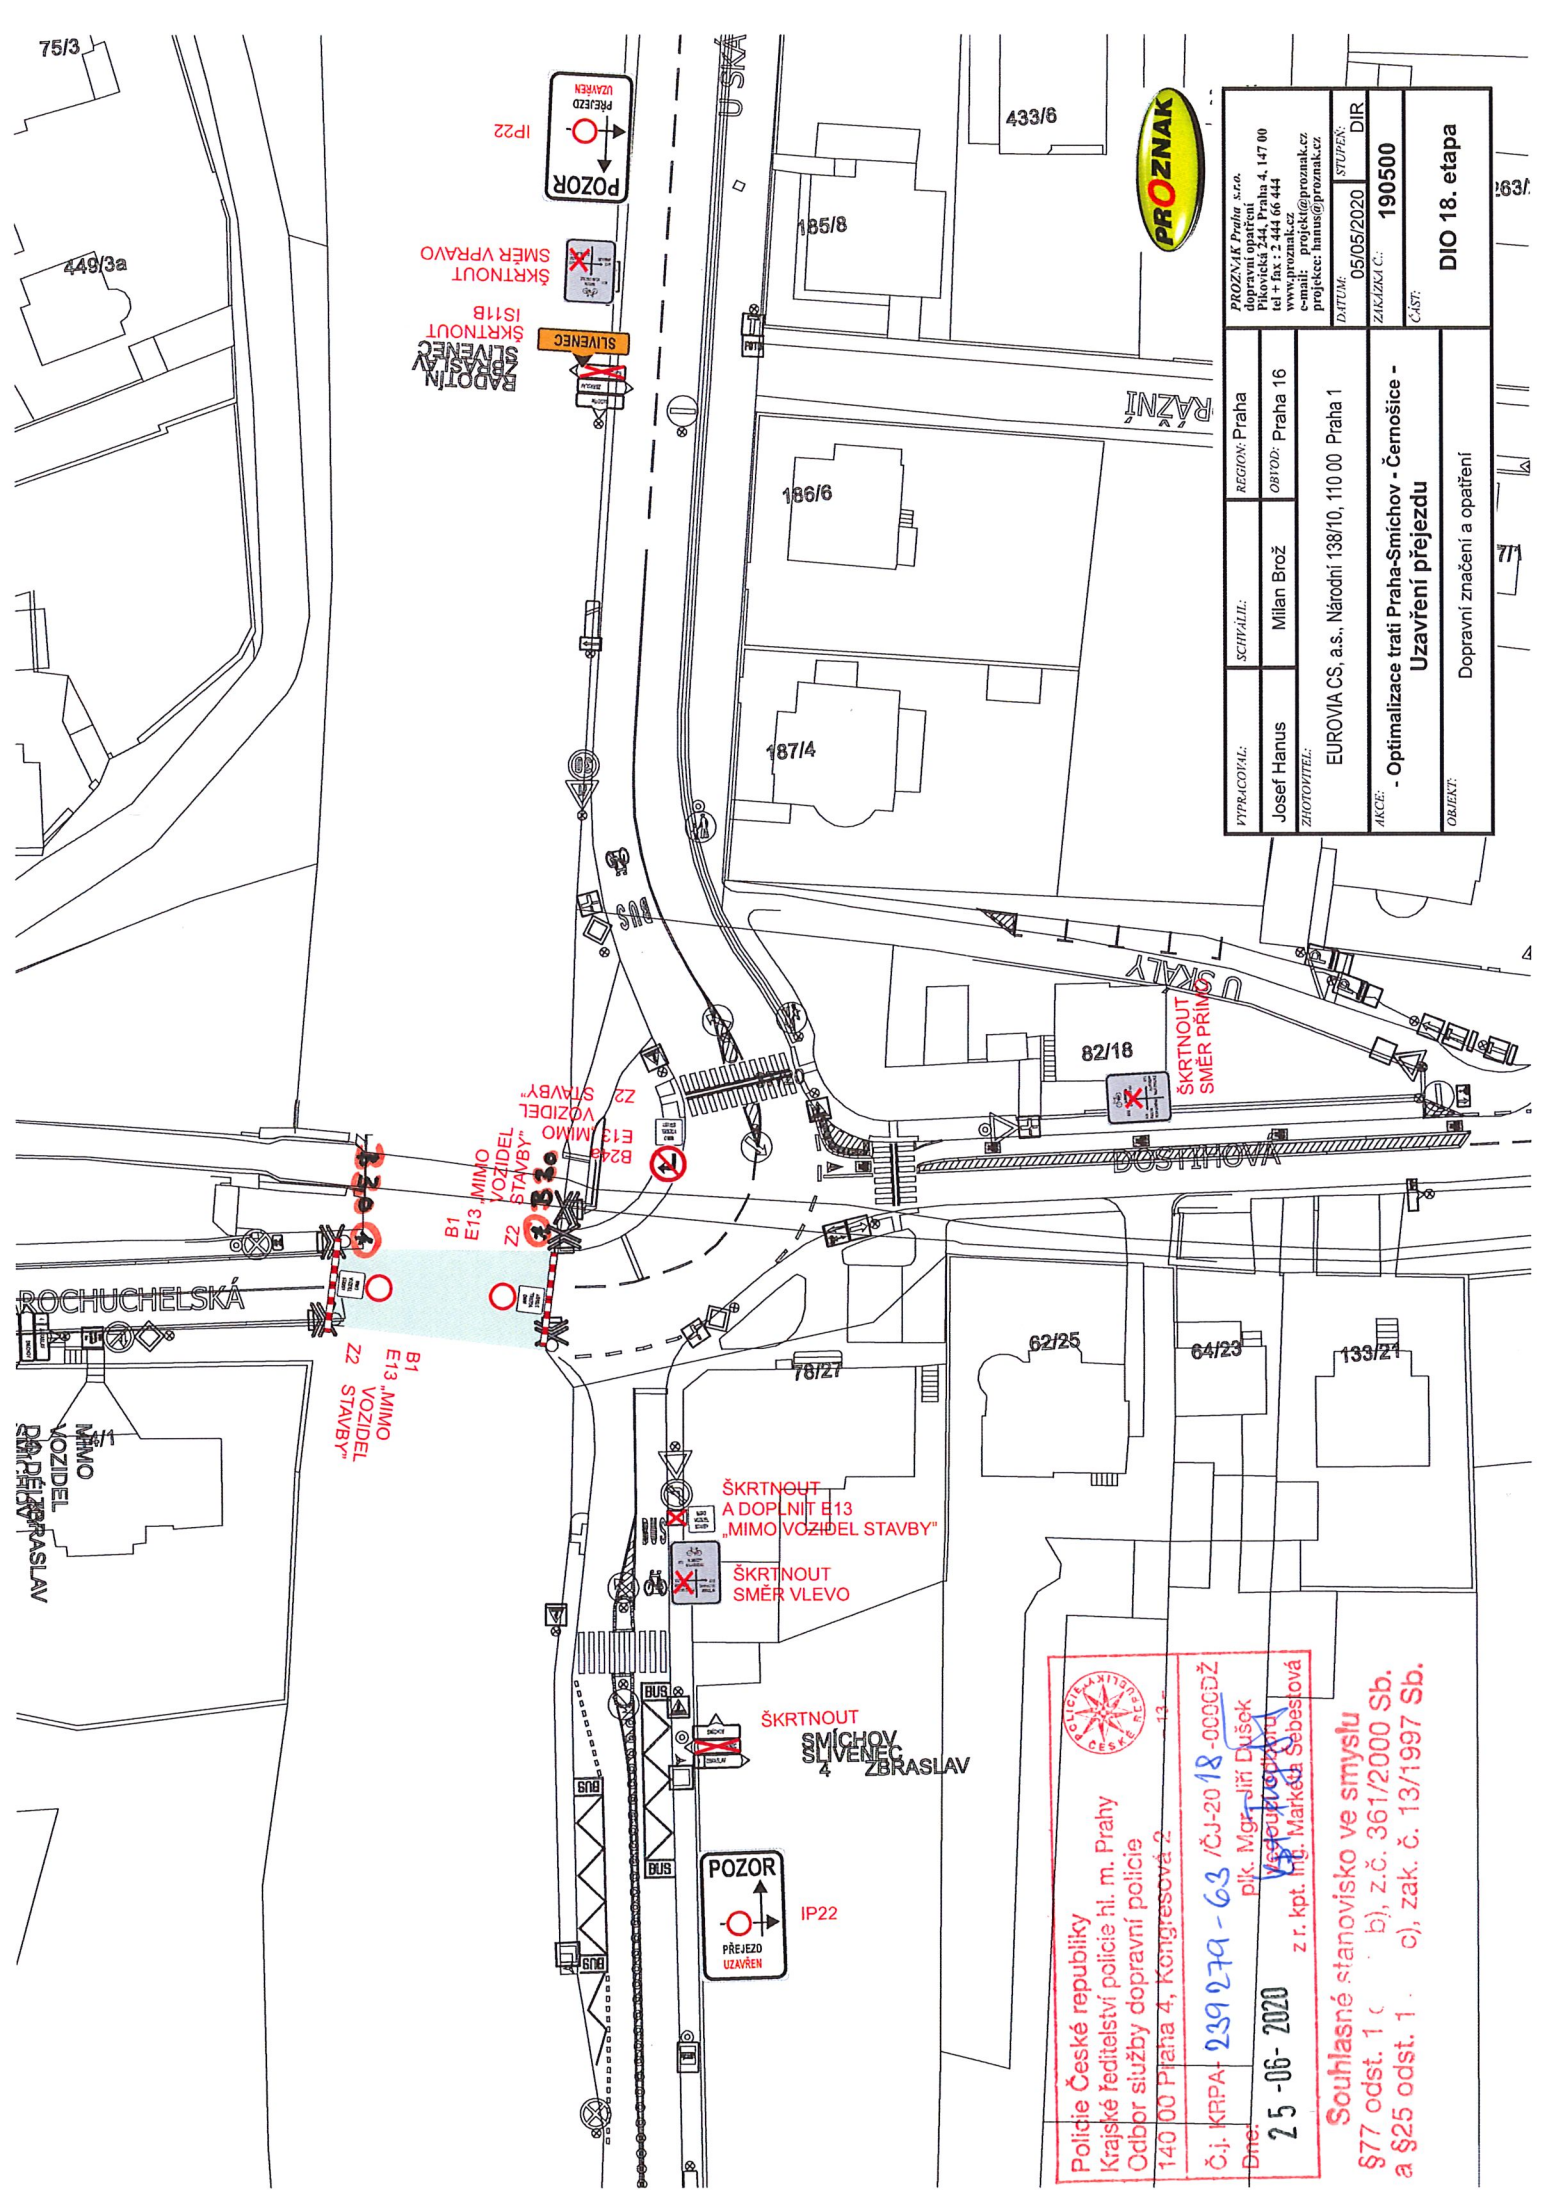 75/3
449/3a
433/6
185/8
186/6
187/4
82/18
62/25
64/23
133/21
78/27
U SKÁ
RÁŽNÍ
U SKÁLY
DOSTIHOVÁ
ROCHUCHELSKÁ
POZOR
PŘEJEZD
UZAVŘEN
IP22
ŠKRTNOUT
SMĚR VPRAVO
SLIVENEC
ŠKRTNOUT
IS11B
RADOTÍN
ZBRASLAV
SLIVENEC
BUS
B24a
E13„MIMO
VOZIDEL
STAVBY"
Z2
B1
E13 „MIMO
VOZIDEL
STAVBY"
Z2
B1
E13„MIMO
VOZIDEL
STAVBY"
Z2
MIMO
VOZIDEL
ŠKRTNOUT
SMĚR PŘÍMO
ŠKRTNOUT
A DOPLNIT E13
„MIMO VOZIDEL STAVBY"
ŠKRTNOUT
SMĚR VLEVO
ŠKRTNOUT
SMÍCHOV
SLIVENEC
4 ZBRASLAV
BUS
BUS
BUS
BUS
POZOR
PŘEJEZD
UZAVŘEN
IP22
PROZNAK
VYPRACOVAL:
Josef Hanus
SCHVÁLIL:
Milan Brož
REGION: Praha
OBVOD: Praha 16
PROZNAK Praha s.r.o.
dopravní opatření
Pikovická 244, Praha 4, 147 00
tel + fax : 2 444 66 444
www.proznak.cz
e-mail: projekt@proznak.cz
projekce: hanus@proznak.cz
ZHOTOVITEL:
EUROVIA CS, a.s., Národní 138/10, 110 00 Praha 1
DATUM: 05/05/2020
STUPEŇ: DIR
ZAKÁZKA Č.: 190500
AKCE:
- Optimalizace trati Praha-Smíchov - Černošice -
Uzavření přejezdu
ČÁST:
DIO 18. etapa
OBJEKT:
Dopravní značení a opatření
Policie České republiky
Krajské ředitelství policie hl. m. Prahy
Odbor služby dopravní policie
140 00 Praha 4, Kongresová 2
Č.j. KRPA- 239279-63 /ČJ-2018-0000DŽ
plk. Mgr. Jiří Dušek
Dne:
25 -06- 2020
z r. kpt. Ing. Markéta Šebestová
Souhlasné stanovisko ve smyslu
§77 odst. 1 b), z.č. 361/2000 Sb.
a §25 odst. 1 c), zak. č. 13/1997 Sb.